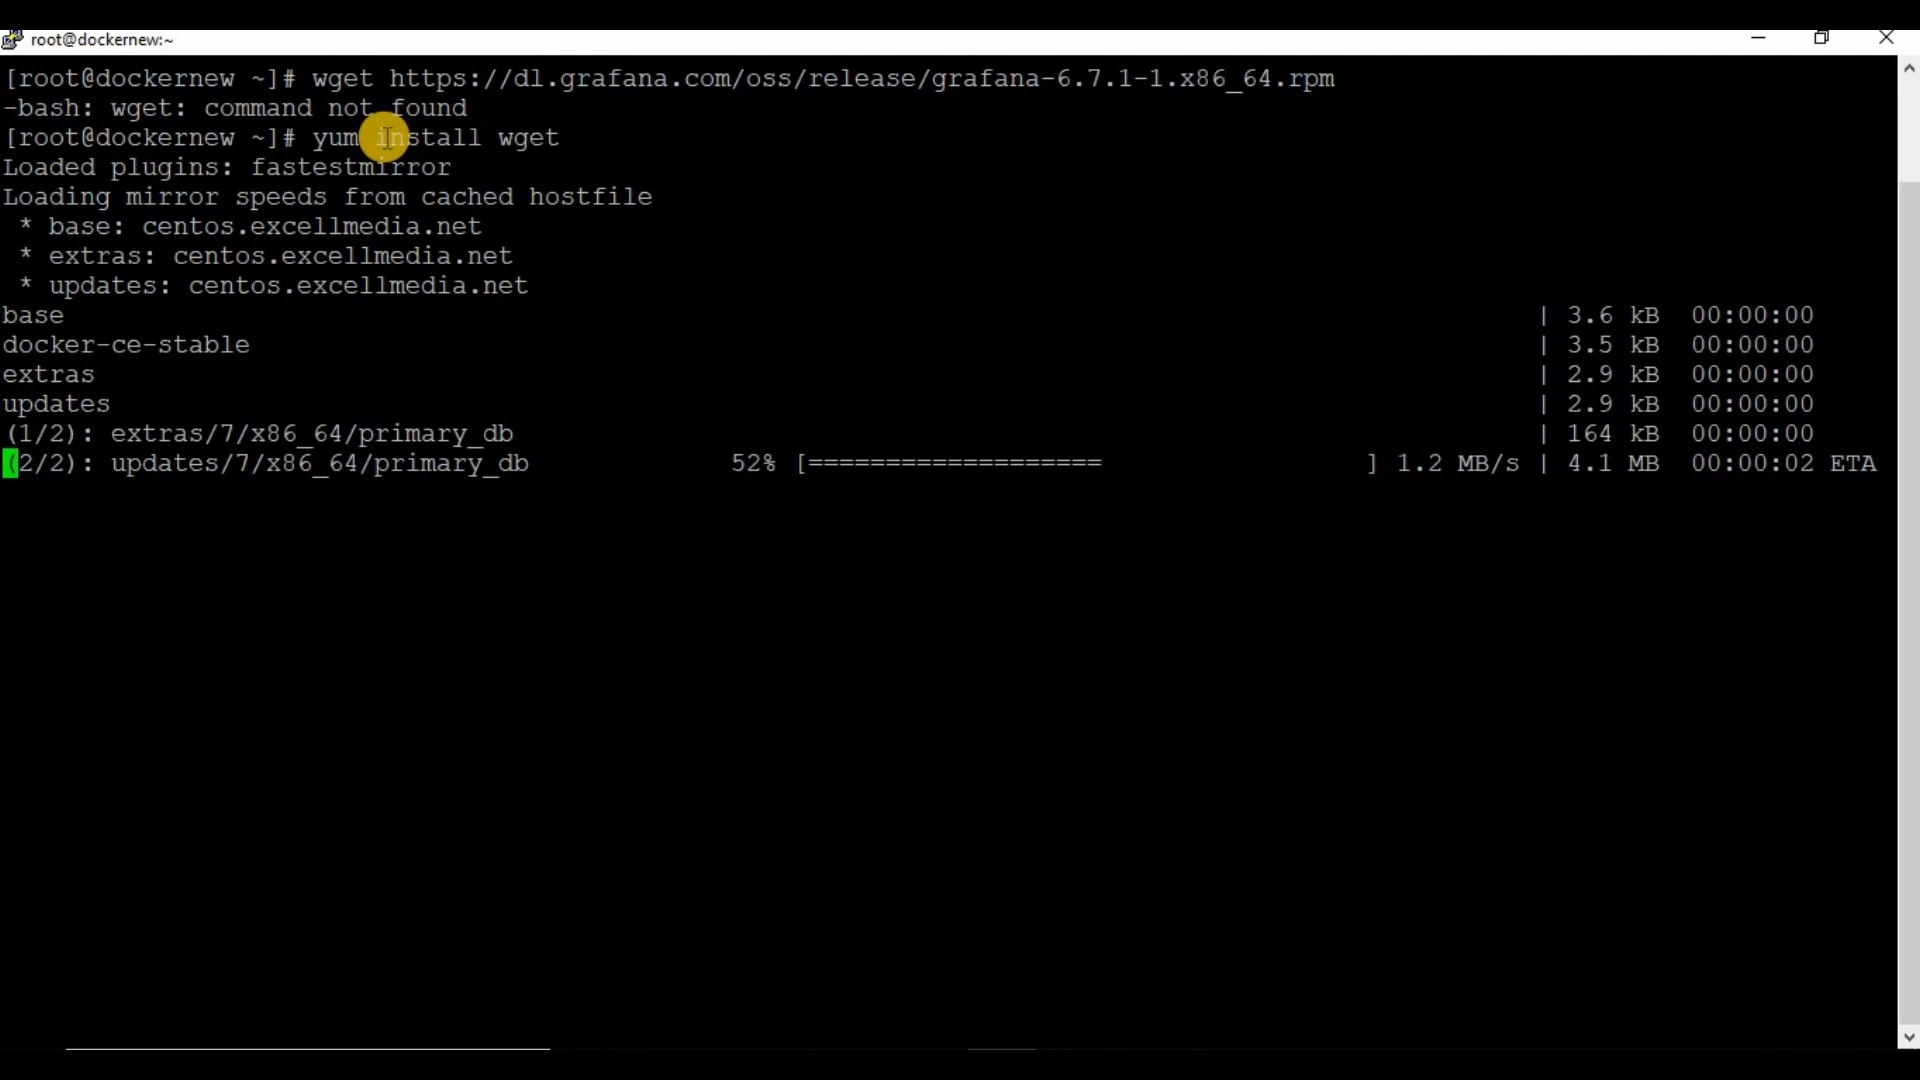 root@dockernew:~
[root@dockernew ~]# wget https://dl.grafana.com/oss/release/grafana-6.7.1-1.x86_64.rpm
-bash: wget: command not found
[root@dockernew ~]# yum install wget
Loaded plugins: fastestmirror
Loading mirror speeds from cached hostfile
 * base: centos.excellmedia.net
 * extras: centos.excellmedia.net
 * updates: centos.excellmedia.net
base | 3.6 kB 00:00:00
docker-ce-stable | 3.5 kB 00:00:00
extras | 2.9 kB 00:00:00
updates | 2.9 kB 00:00:00
(1/2): extras/7/x86_64/primary_db | 164 kB 00:00:00
(2/2): updates/7/x86_64/primary_db 52% [=================== ] 1.2 MB/s | 4.1 MB 00:00:02 ETA